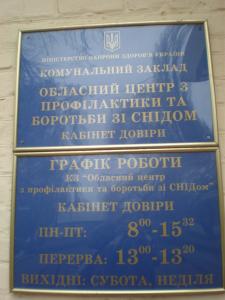 МІНІСТЕРСТВО ОХОРОНИ ЗДОРОВ'Я УКРАЇНИ
КОМУНАЛЬНИЙ ЗАКЛАД
ОБЛАСНИЙ ЦЕНТР З
ПРОФІЛАКТИКИ ТА
БОРОТЬБИ ЗІ СНІДОМ
КАБІНЕТ ДОВІРИ
ГРАФІК РОБОТИ
КЗ "Обласний центр
з профілактики та боротьби зі СНІДом"
КАБІНЕТ ДОВІРИ
ПН-ПТ: 8⁰⁰-15³²
ПЕРЕРВА: 13⁰⁰-13²⁰
ВИХІДНІ: СУБОТА, НЕДІЛЯ